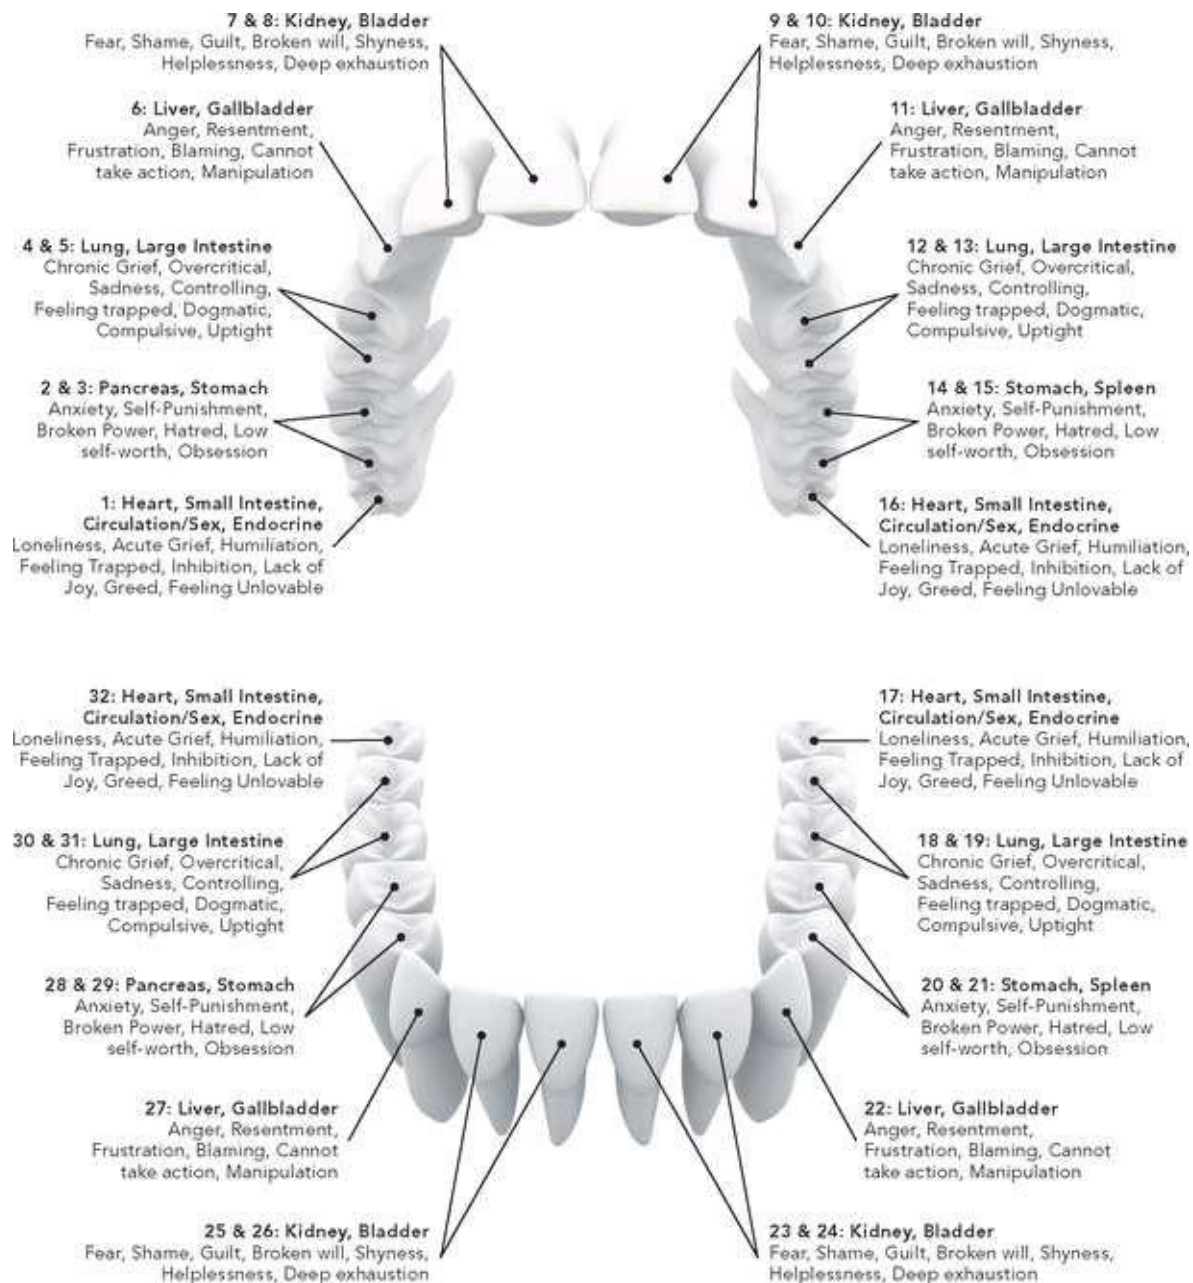 7 & 8: Kidney, Bladder
Fear, Shame, Guilt, Broken will, Shyness,
Helplessness, Deep exhaustion
9 & 10: Kidney, Bladder
Fear, Shame, Guilt, Broken will, Shyness,
Helplessness, Deep exhaustion
6: Liver, Gallbladder
Anger, Resentment,
Frustration, Blaming, Cannot
take action, Manipulation
11: Liver, Gallbladder
Anger, Resentment,
Frustration, Blaming, Cannot
take action, Manipulation
4 & 5: Lung, Large Intestine
Chronic Grief, Overcritical,
Sadness, Controlling,
Feeling trapped, Dogmatic,
Compulsive, Uptight
12 & 13: Lung, Large Intestine
Chronic Grief, Overcritical,
Sadness, Controlling,
Feeling trapped, Dogmatic,
Compulsive, Uptight
2 & 3: Pancreas, Stomach
Anxiety, Self-Punishment,
Broken Power, Hatred, Low
self-worth, Obsession
14 & 15: Stomach, Spleen
Anxiety, Self-Punishment,
Broken Power, Hatred, Low
self-worth, Obsession
1: Heart, Small Intestine,
Circulation/Sex, Endocrine
Loneliness, Acute Grief, Humiliation,
Feeling Trapped, Inhibition, Lack of
Joy, Greed, Feeling Unlovable
16: Heart, Small Intestine,
Circulation/Sex, Endocrine
Loneliness, Acute Grief, Humiliation,
Feeling Trapped, Inhibition, Lack of
Joy, Greed, Feeling Unlovable
32: Heart, Small Intestine,
Circulation/Sex, Endocrine
Loneliness, Acute Grief, Humiliation,
Feeling Trapped, Inhibition, Lack of
Joy, Greed, Feeling Unlovable
17: Heart, Small Intestine,
Circulation/Sex, Endocrine
Loneliness, Acute Grief, Humiliation,
Feeling Trapped, Inhibition, Lack of
Joy, Greed, Feeling Unlovable
30 & 31: Lung, Large Intestine
Chronic Grief, Overcritical,
Sadness, Controlling,
Feeling trapped, Dogmatic,
Compulsive, Uptight
18 & 19: Lung, Large Intestine
Chronic Grief, Overcritical,
Sadness, Controlling,
Feeling trapped, Dogmatic,
Compulsive, Uptight
28 & 29: Pancreas, Stomach
Anxiety, Self-Punishment,
Broken Power, Hatred, Low
self-worth, Obsession
20 & 21: Stomach, Spleen
Anxiety, Self-Punishment,
Broken Power, Hatred, Low
self-worth, Obsession
27: Liver, Gallbladder
Anger, Resentment,
Frustration, Blaming, Cannot
take action, Manipulation
22: Liver, Gallbladder
Anger, Resentment,
Frustration, Blaming, Cannot
take action, Manipulation
25 & 26: Kidney, Bladder
Fear, Shame, Guilt, Broken will, Shyness,
Helplessness, Deep exhaustion
23 & 24: Kidney, Bladder
Fear, Shame, Guilt, Broken will, Shyness,
Helplessness, Deep exhaustion